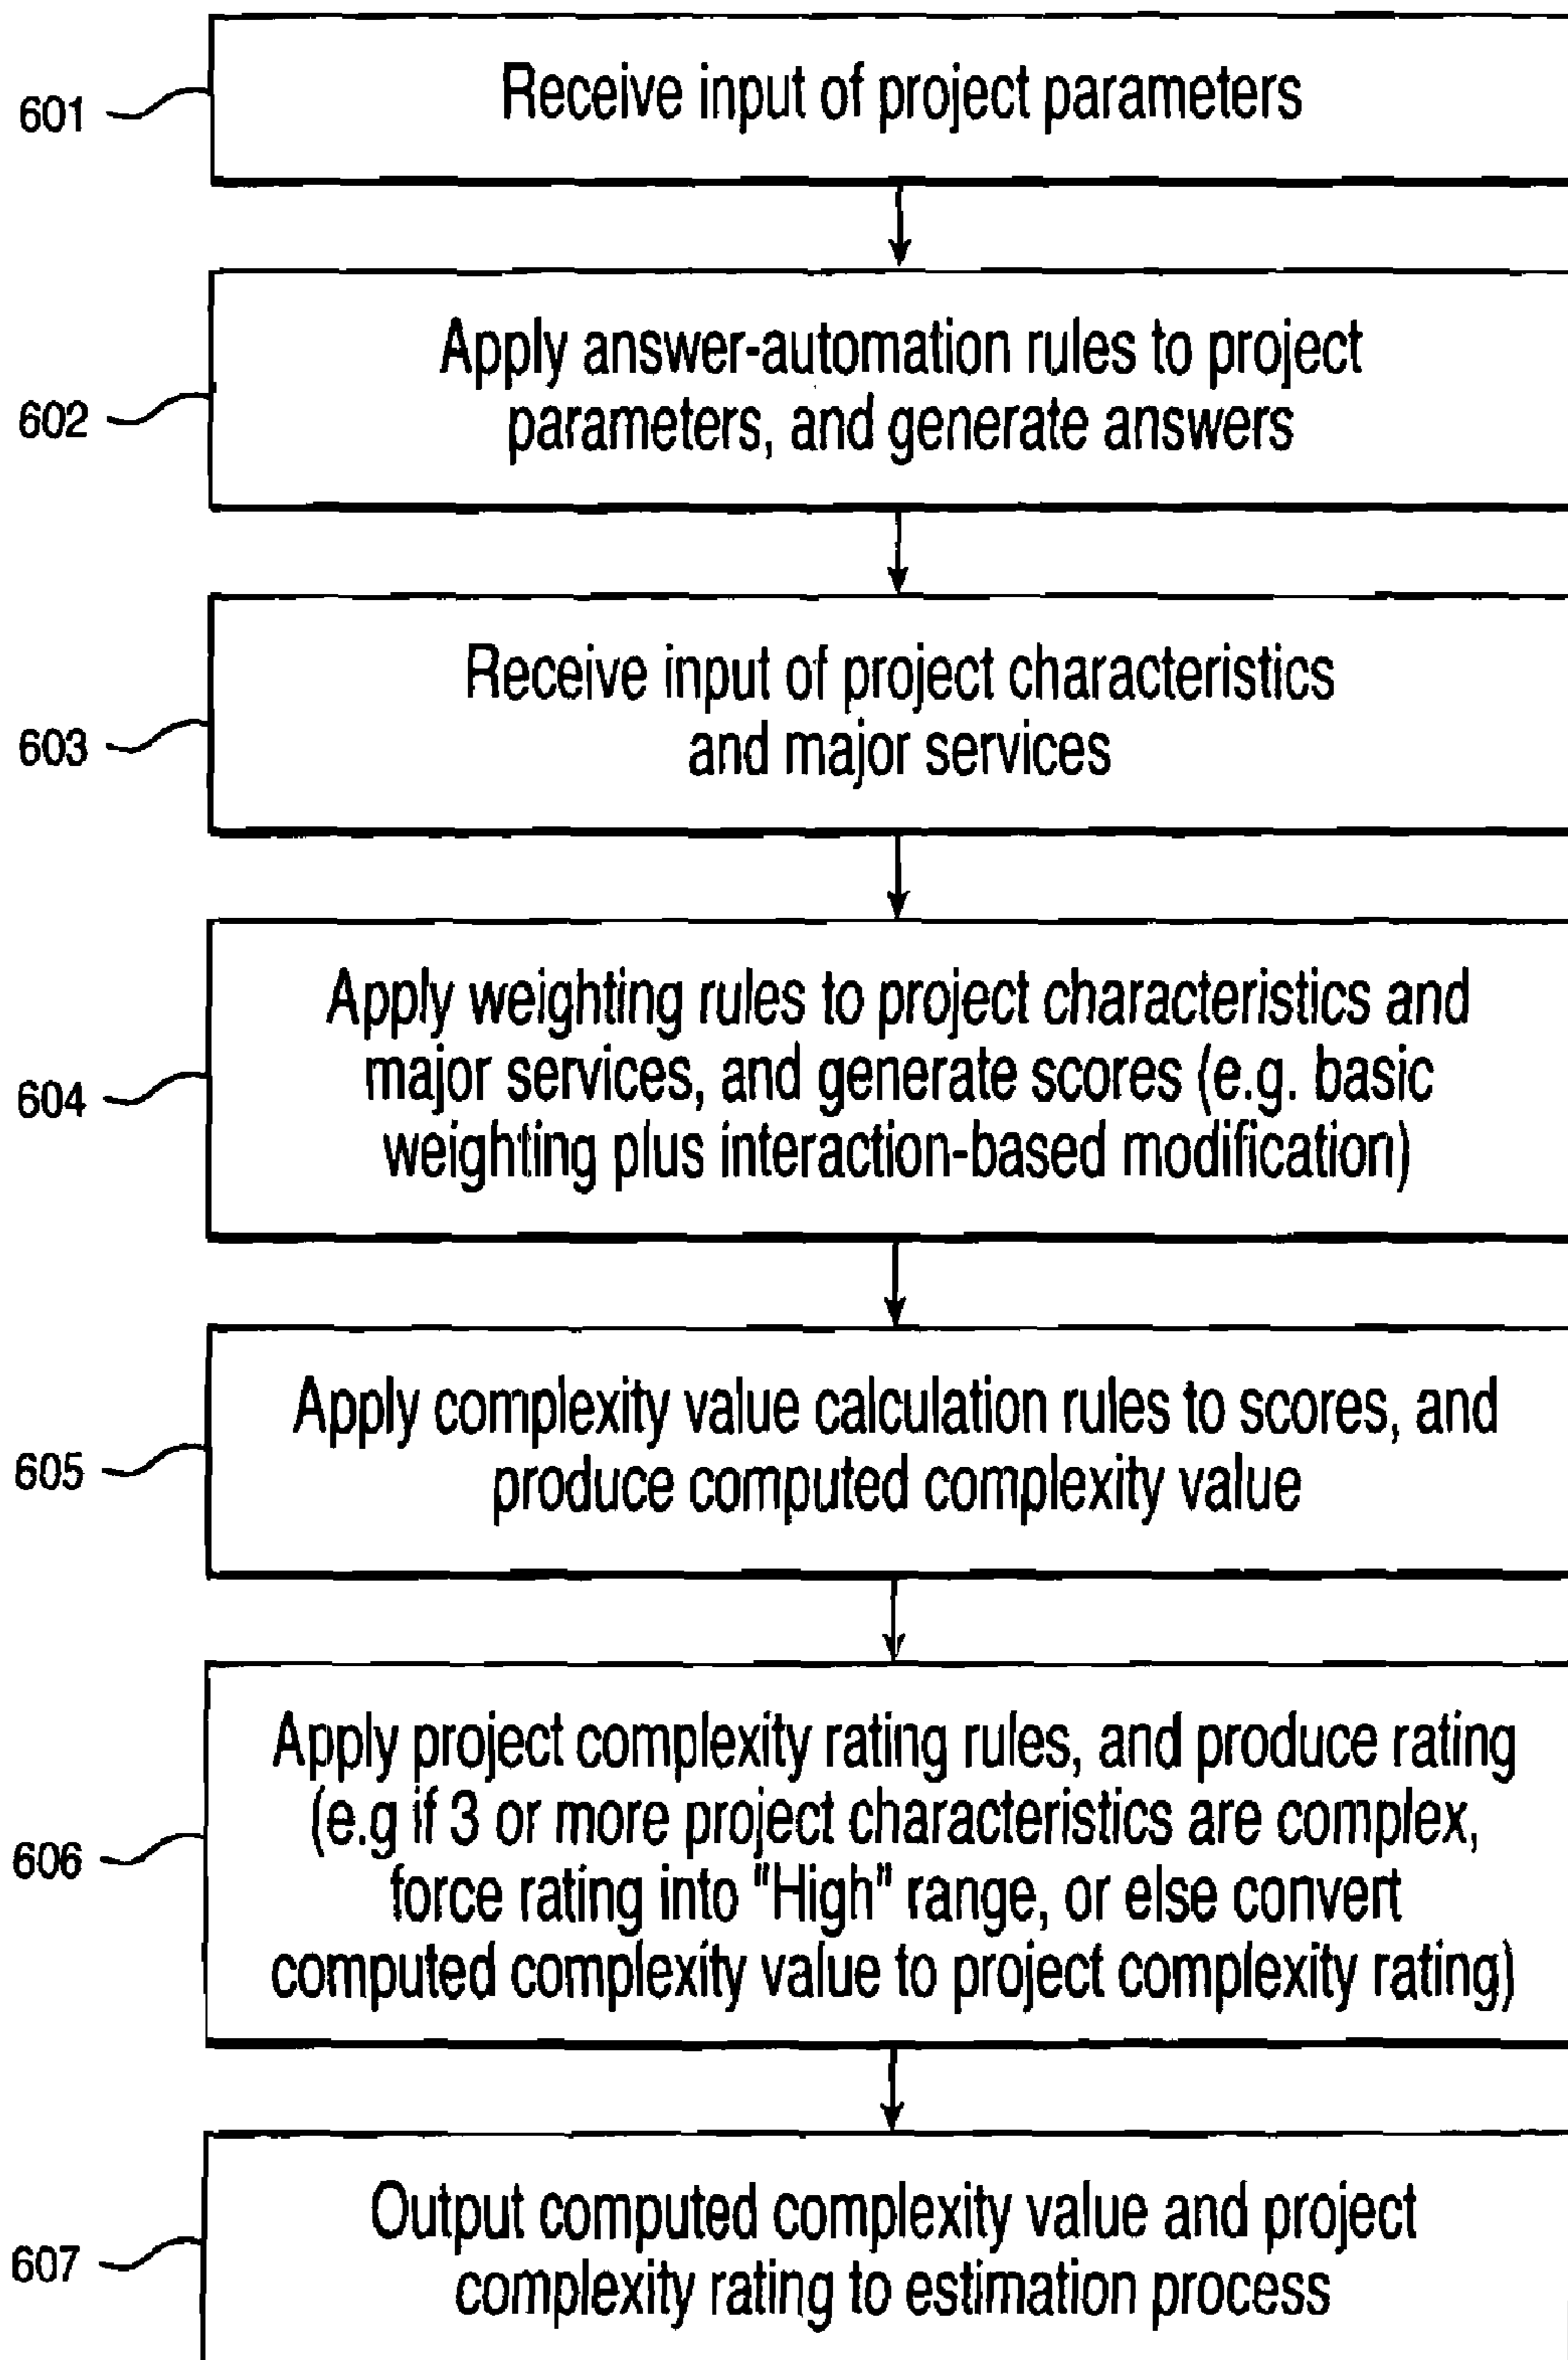 601
Receive input of project parameters
602
Apply answer-automation rules to project
parameters, and generate answers
603
Receive input of project characteristics
and major services
604
Apply weighting rules to project characteristics and
major services, and generate scores (e.g. basic
weighting plus interaction-based modification)
605
Apply complexity value calculation rules to scores, and
produce computed complexity value
606
Apply project complexity rating rules, and produce rating
(e.g if 3 or more project characteristics are complex,
force rating into "High" range, or else convert
computed complexity value to project complexity rating)
607
Output computed complexity value and project
complexity rating to estimation process